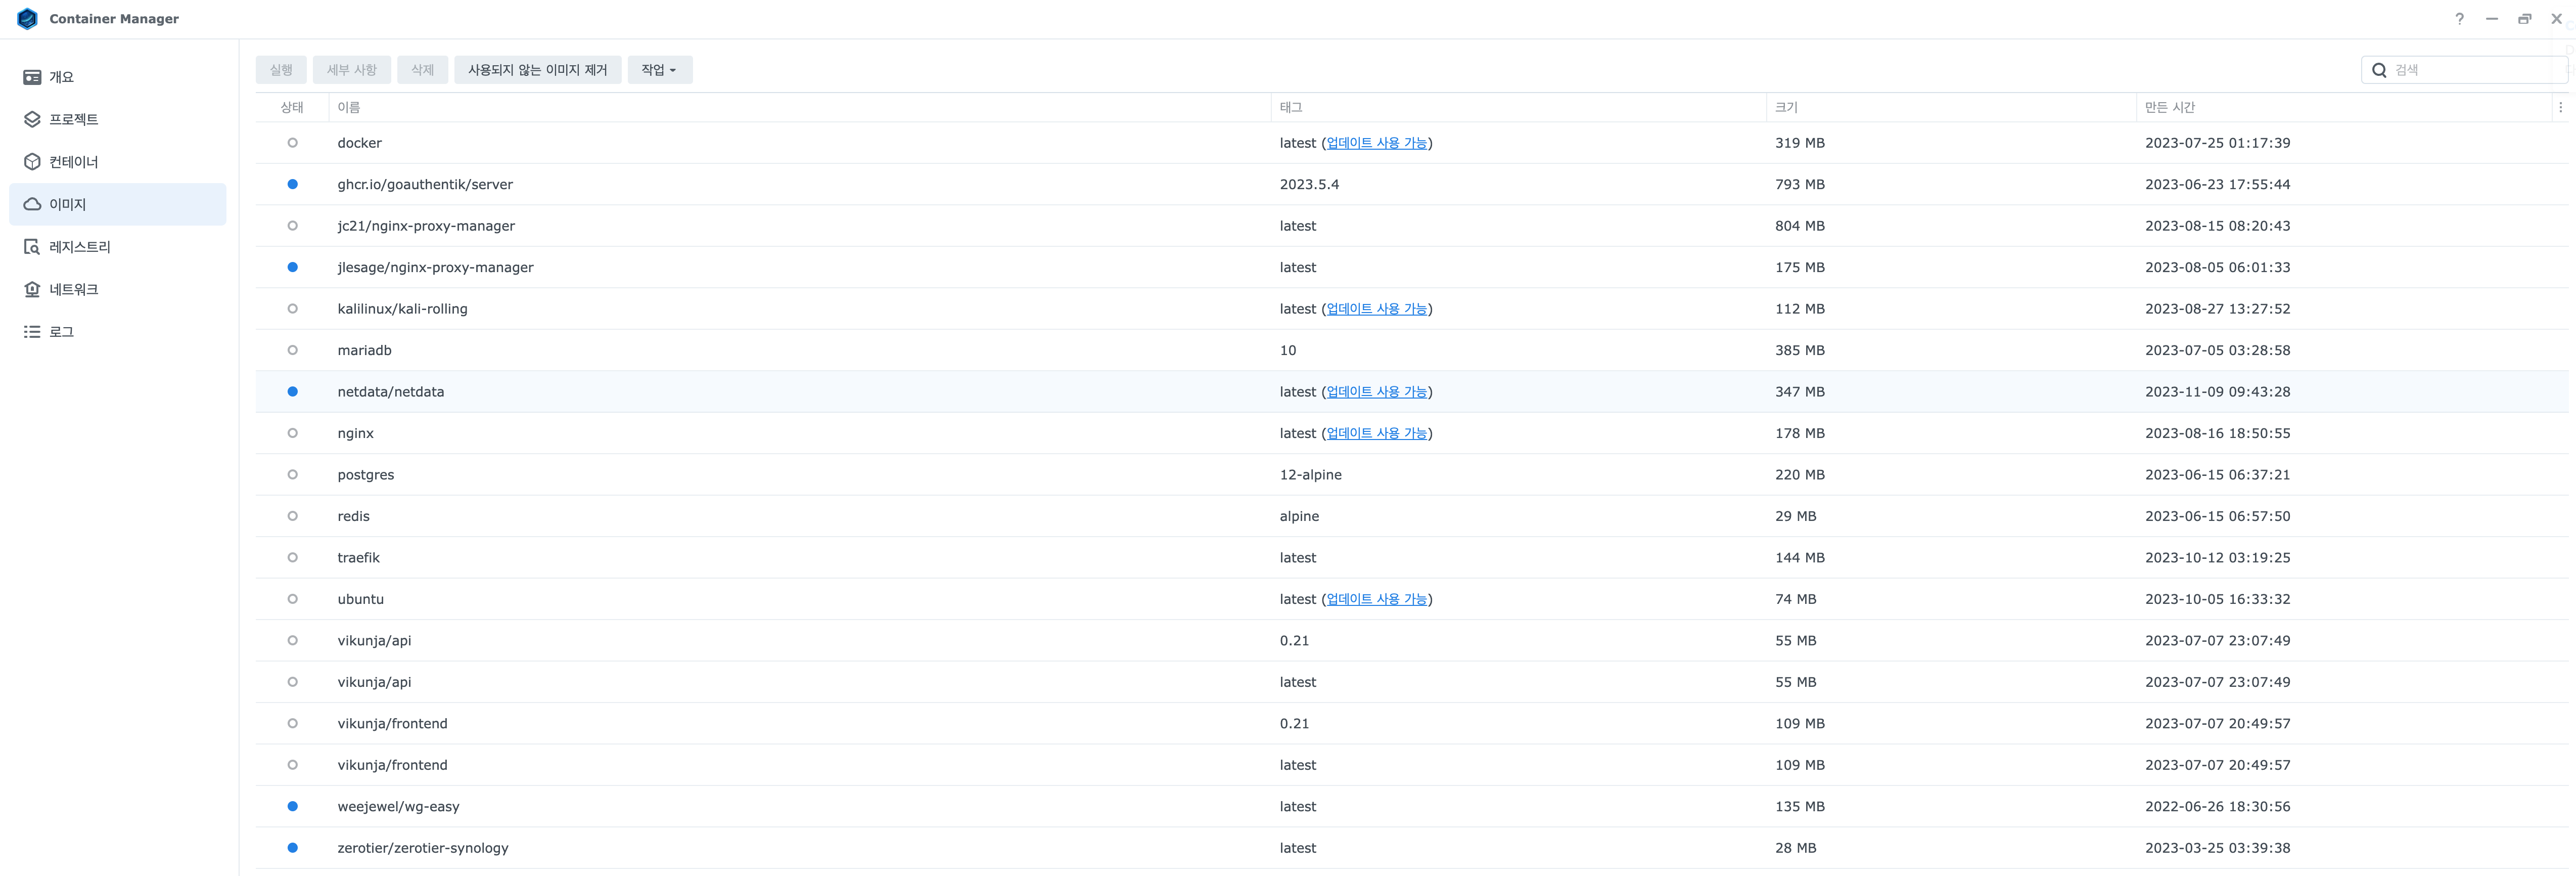 Container Manager
개요
프로젝트
컨테이너
이미지
레지스트리
네트워크
로그
실행 세부 사항 삭제 사용되지 않는 이미지 제거 작업 검색
상태 이름 태그 크기 만든 시간
docker latest (업데이트 사용 가능) 319 MB 2023-07-25 01:17:39
ghcr.io/goauthentik/server 2023.5.4 793 MB 2023-06-23 17:55:44
jc21/nginx-proxy-manager latest 804 MB 2023-08-15 08:20:43
jlesage/nginx-proxy-manager latest 175 MB 2023-08-05 06:01:33
kalilinux/kali-rolling latest (업데이트 사용 가능) 112 MB 2023-08-27 13:27:52
mariadb 10 385 MB 2023-07-05 03:28:58
netdata/netdata latest (업데이트 사용 가능) 347 MB 2023-11-09 09:43:28
nginx latest (업데이트 사용 가능) 178 MB 2023-08-16 18:50:55
postgres 12-alpine 220 MB 2023-06-15 06:37:21
redis alpine 29 MB 2023-06-15 06:57:50
traefik latest 144 MB 2023-10-12 03:19:25
ubuntu latest (업데이트 사용 가능) 74 MB 2023-10-05 16:33:32
vikunja/api 0.21 55 MB 2023-07-07 23:07:49
vikunja/api latest 55 MB 2023-07-07 23:07:49
vikunja/frontend 0.21 109 MB 2023-07-07 20:49:57
vikunja/frontend latest 109 MB 2023-07-07 20:49:57
weejewel/wg-easy latest 135 MB 2022-06-26 18:30:56
zerotier/zerotier-synology latest 28 MB 2023-03-25 03:39:38